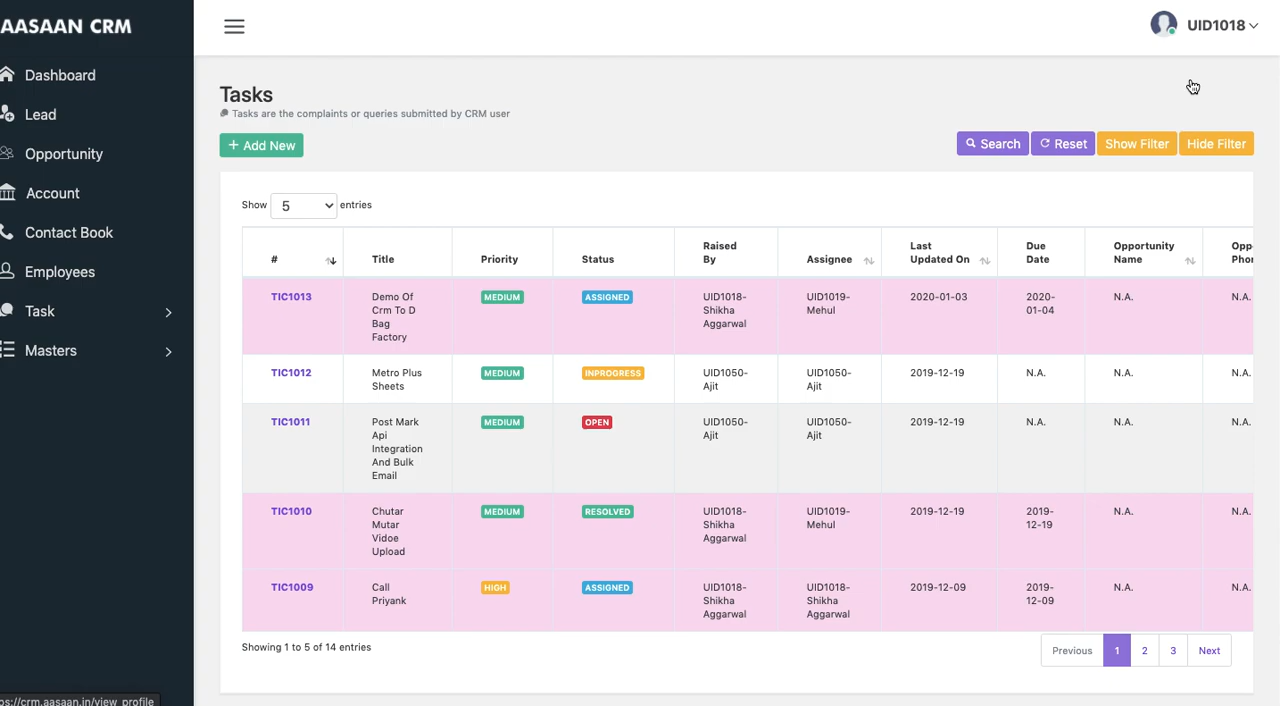 AASAAN CRM
UID1018
Dashboard
Lead
Opportunity
Account
Contact Book
Employees
Task
Masters
Tasks
Tasks are the complaints or queries submitted by CRM user
+ Add New
Search
Reset
Show Filter
Hide Filter
Show 5 entries
# Title Priority Status Raised By Assignee Last Updated On Due Date Opportunity Name
TIC1013 Demo Of Crm To D Bag Factory MEDIUM ASSIGNED UID1018-Shikha Aggarwal UID1019-Mehul 2020-01-03 2020-01-04 N.A. N.A.
TIC1012 Metro Plus Sheets MEDIUM INPROGRESS UID1050-Ajit UID1050-Ajit 2019-12-19 N.A. N.A. N.A.
TIC1011 Post Mark Api Integration And Bulk Email MEDIUM OPEN UID1050-Ajit UID1050-Ajit 2019-12-19 N.A. N.A. N.A.
TIC1010 Chutar Mutar Vidoe Upload MEDIUM RESOLVED UID1018-Shikha Aggarwal UID1019-Mehul 2019-12-19 2019-12-19 N.A. N.A.
TIC1009 Call Priyank HIGH ASSIGNED UID1018-Shikha Aggarwal UID1018-Shikha Aggarwal 2019-12-09 2019-12-09 N.A. N.A.
Showing 1 to 5 of 14 entries
Previous 1 2 3 Next
ps://crm.aasaan.in/view_profile